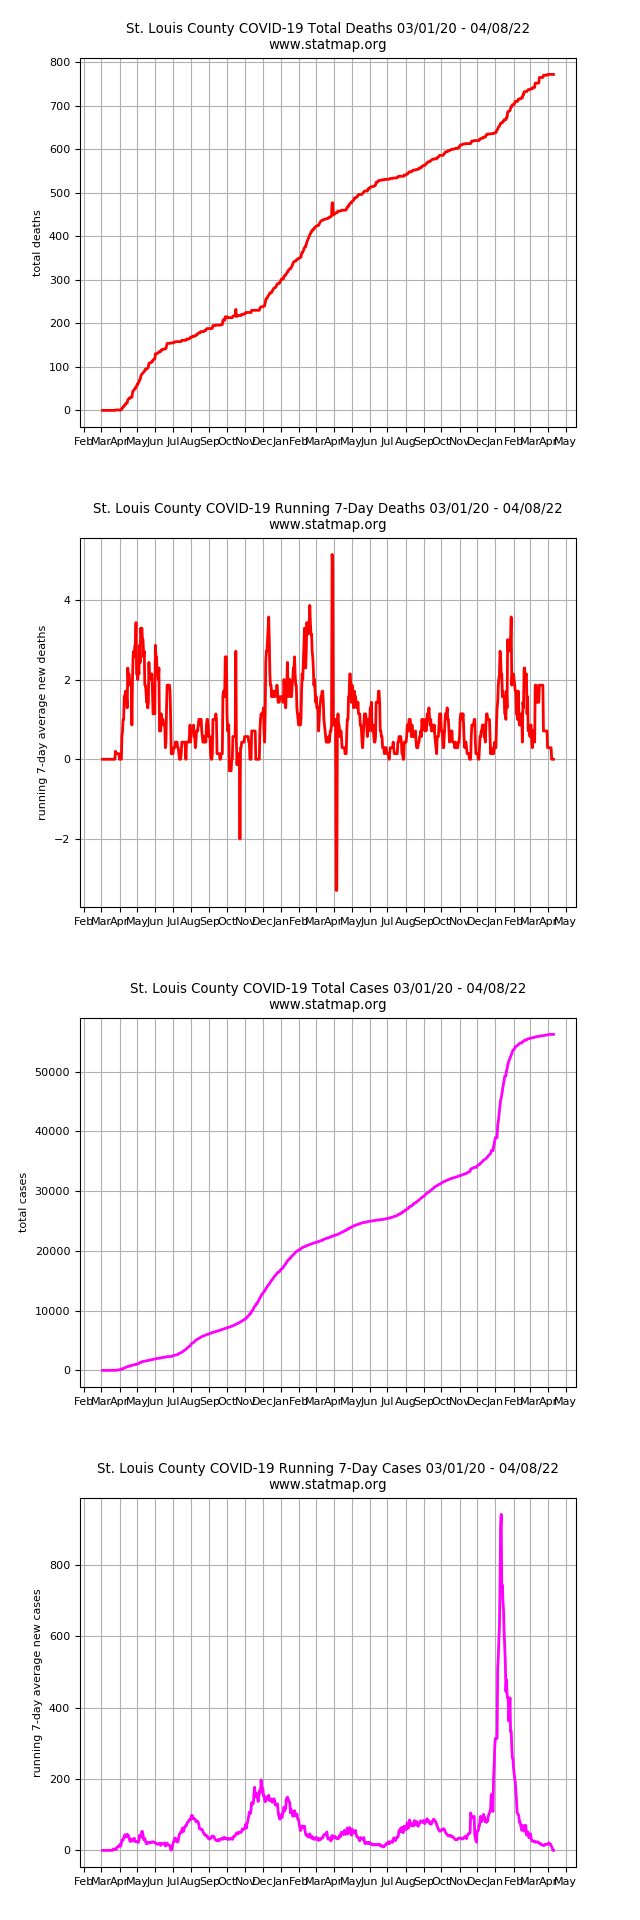 St. Louis County COVID-19 Total Deaths 03/01/20 - 04/08/22
www.statmap.org
800
700
600
500
400
300
200
100
0
total deaths
Feb Mar Apr May Jun Jul Aug Sep Oct Nov Dec Jan Feb Mar Apr May Jun Jul Aug Sep Oct Nov Dec Jan Feb Mar Apr May
St. Louis County COVID-19 Running 7-Day Deaths 03/01/20 - 04/08/22
www.statmap.org
4
2
0
−2
running 7-day average new deaths
Feb Mar Apr May Jun Jul Aug Sep Oct Nov Dec Jan Feb Mar Apr May Jun Jul Aug Sep Oct Nov Dec Jan Feb Mar Apr May
St. Louis County COVID-19 Total Cases 03/01/20 - 04/08/22
www.statmap.org
50000
40000
30000
20000
10000
0
total cases
Feb Mar Apr May Jun Jul Aug Sep Oct Nov Dec Jan Feb Mar Apr May Jun Jul Aug Sep Oct Nov Dec Jan Feb Mar Apr May
St. Louis County COVID-19 Running 7-Day Cases 03/01/20 - 04/08/22
www.statmap.org
800
600
400
200
0
running 7-day average new cases
Feb Mar Apr May Jun Jul Aug Sep Oct Nov Dec Jan Feb Mar Apr May Jun Jul Aug Sep Oct Nov Dec Jan Feb Mar Apr May